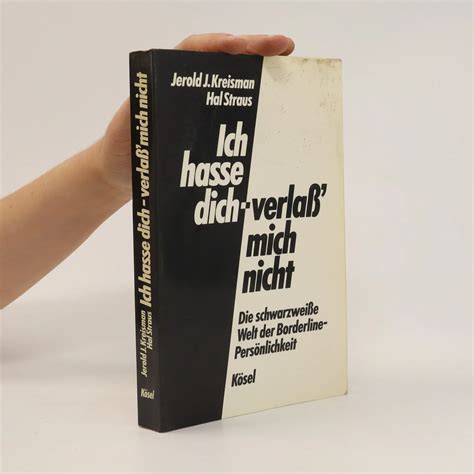 Jerold J. Kreisman
Hal Straus
Ich
hasse
dich-verlaß'
mich
nicht
Die schwarzweiße
Welt der Borderline-
Persönlichkeit
Kösel
Jerold J. Kreisman
Hal Straus
Ich hasse dich-verlaß' mich nicht
Kösel